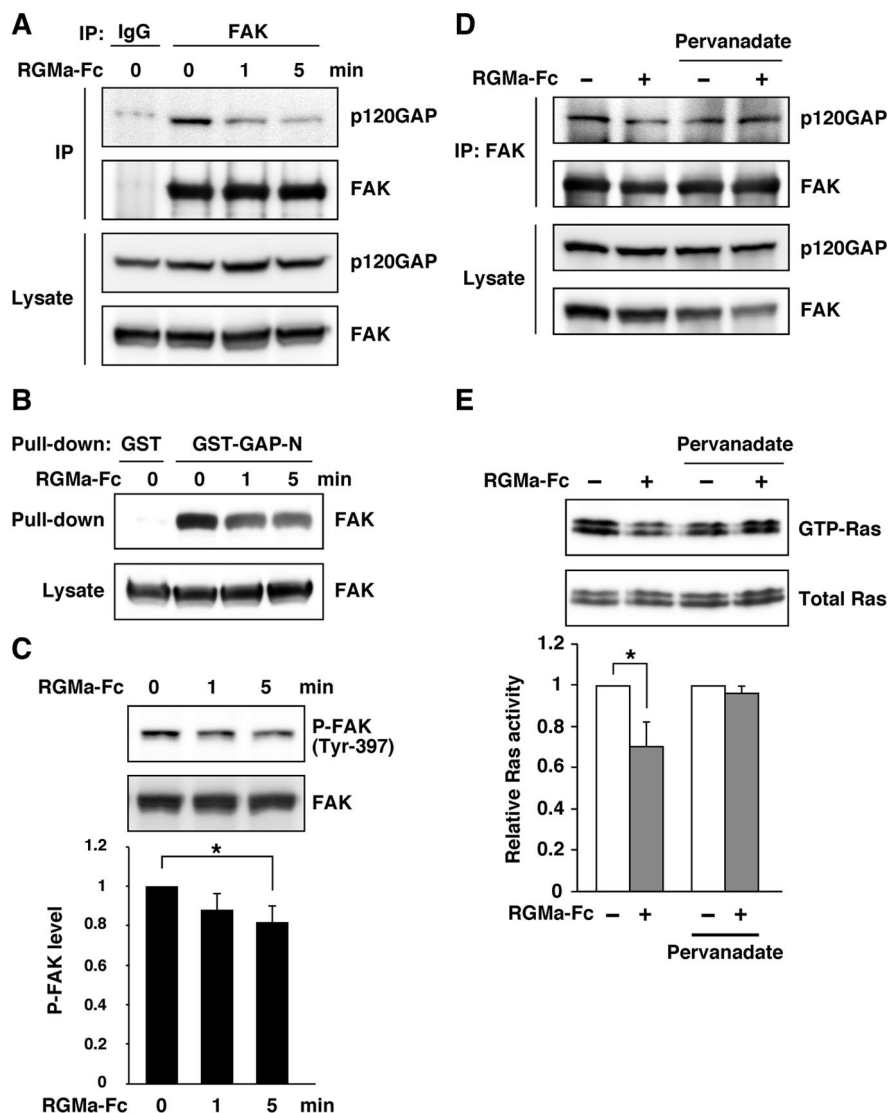 A
IP: IgG FAK
RGMa-Fc 0 0 1 5 min
IP
p120GAP
FAK
Lysate
p120GAP
FAK
B
Pull-down: GST GST-GAP-N
RGMa-Fc 0 0 1 5 min
Pull-down FAK
Lysate FAK
C
RGMa-Fc 0 1 5 min
P-FAK
(Tyr-397)
FAK
1.2
1
0.8
0.6
0.4
0.2
0
P-FAK level
*
RGMa-Fc 0 1 5 min
D
Pervanadate
RGMa-Fc – + – +
IP: FAK
p120GAP
FAK
Lysate
p120GAP
FAK
E
Pervanadate
RGMa-Fc – + – +
GTP-Ras
Total Ras
1.2
1
0.8
0.6
0.4
0.2
0
Relative Ras activity
*
RGMa-Fc – + – +
Pervanadate